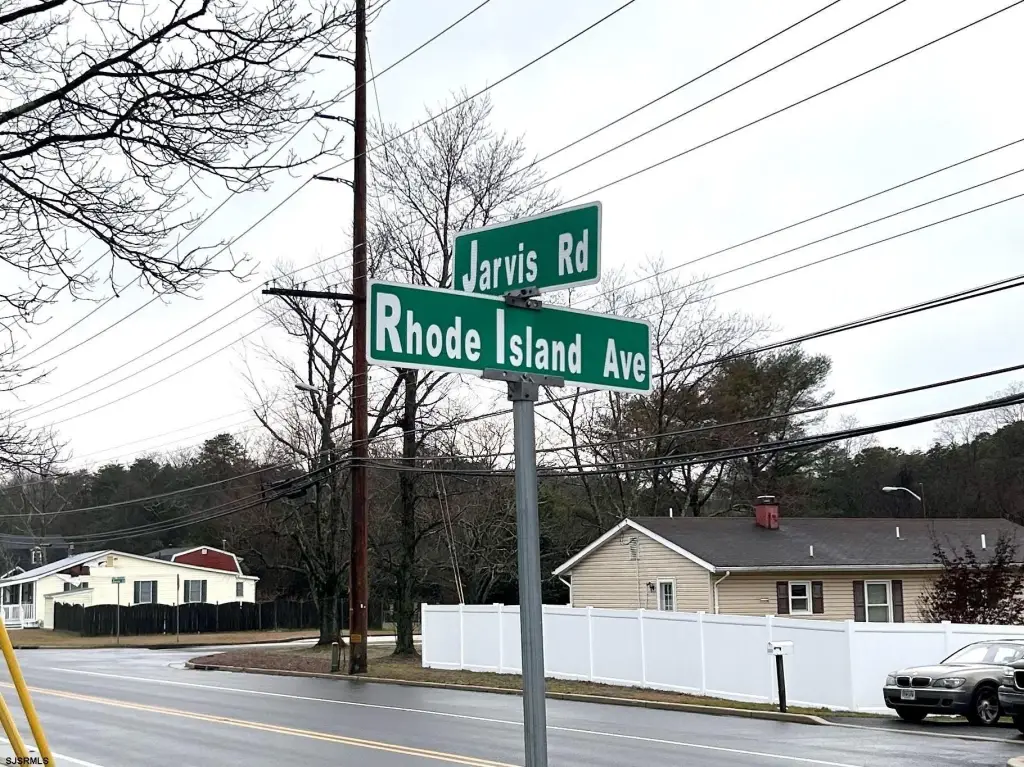 Jarvis Rd
Rhode Island Ave
SJSRMLS